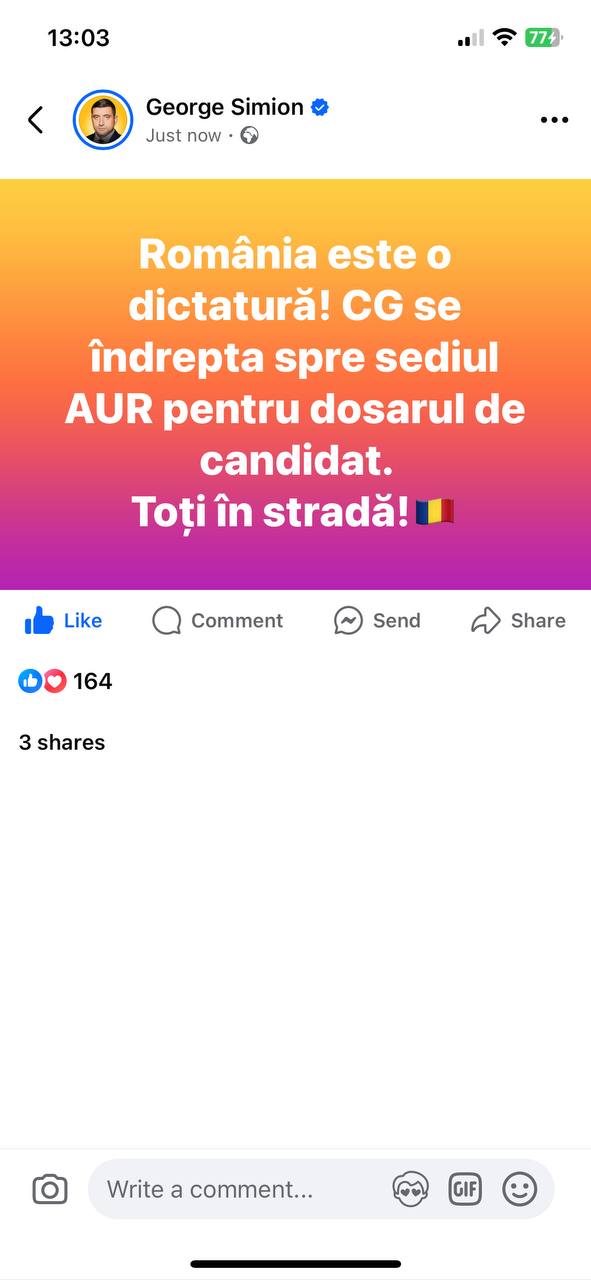 13:03
77
George Simion
Just now ·
România este o
dictatură! CG se
îndrepta spre sediul
AUR pentru dosarul de
candidat.
Toți în stradă!🇷🇴
Like
Comment
Send
Share
164
3 shares
Write a comment...
GIF